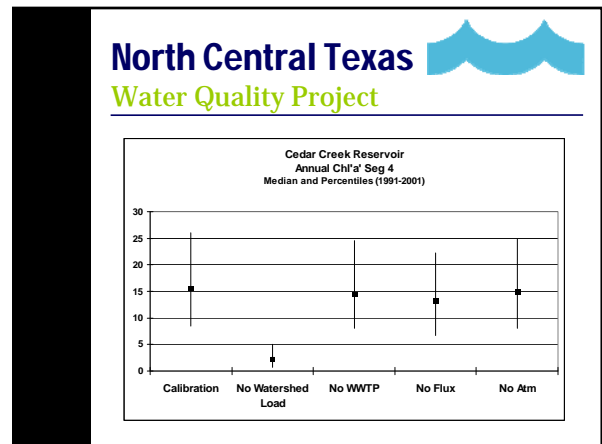 North Central Texas
Water Quality Project
Cedar Creek Reservoir
Annual Chl'a' Seg 4
Median and Percentiles (1991-2001)
30
25
20
15
10
5
0
Calibration No Watershed Load No WWTP No Flux No Atm